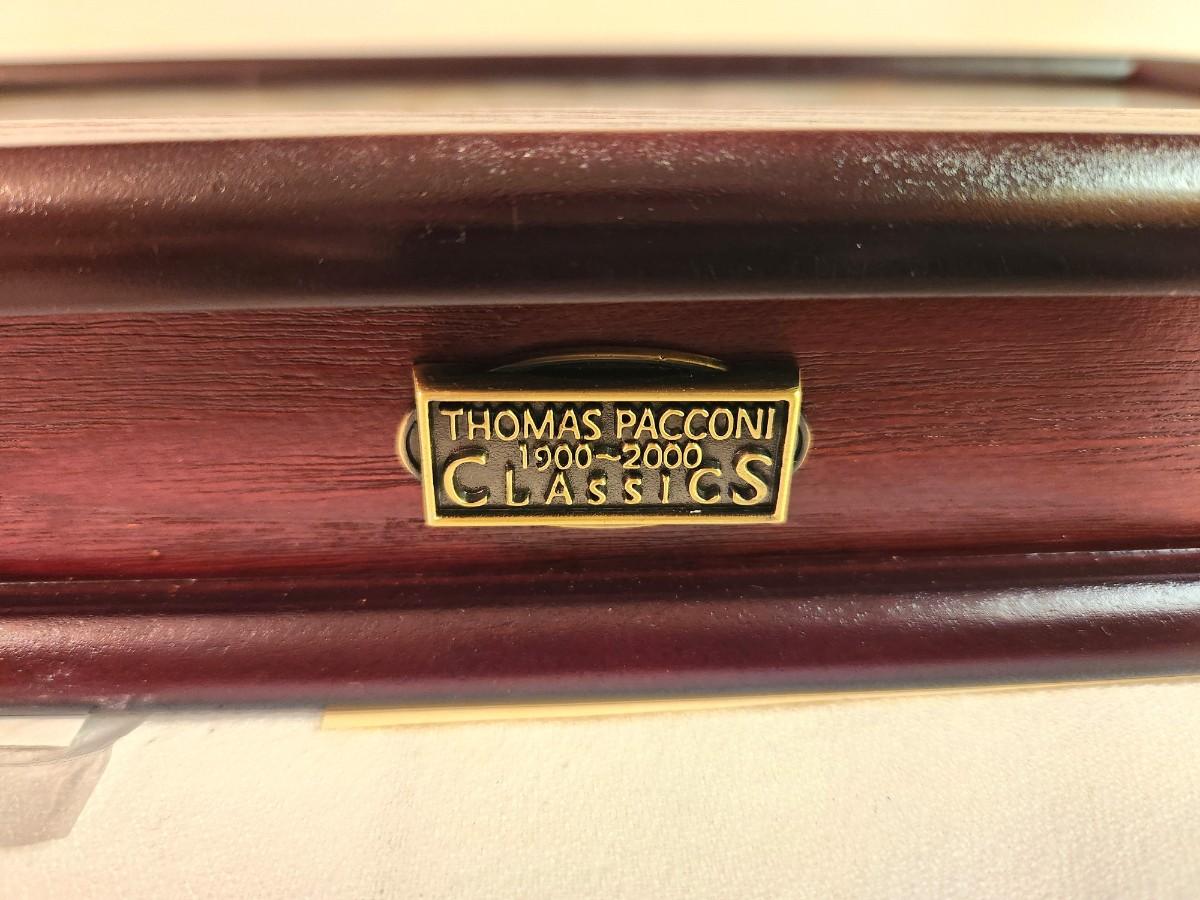 THOMAS PACCONI
1900~2000
CLASSICS